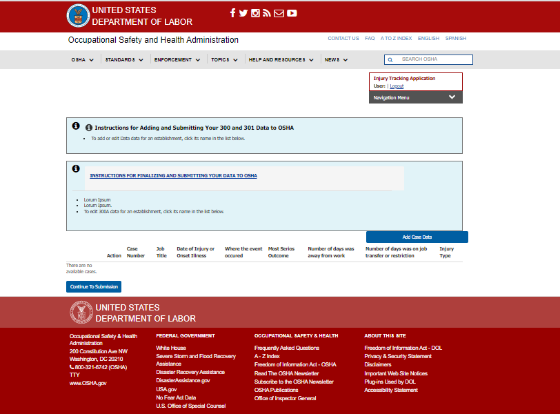 UNITED STATES
DEPARTMENT OF LABOR
Occupational Safety and Health Administration
CONTACT US FAQ A TO Z INDEX ENGLISH SPANISH
OSHA STANDARDS ENFORCEMENT TOPICS HELP AND RESOURCES NEWS
SEARCH OSHA
Injury Tracking Application
User: | Logout
Navigation Menu
Instructions for Adding and Submitting Your 300 and 301 Data to OSHA
To add or edit Data data for an establishment, click its name in the list below.
INSTRUCTIONS FOR FINALIZING AND SUBMITTING YOUR DATA TO OSHA
Lorum Ipsum
Lorum Ipsum.
To edit data for an establishment, click its name in the list below.
Add Case Data
Action Case Number Job Title Date of Injury or Onset Illness Where the event occured Most Series Outcome Number of days was away from work Number of days was on job transfer or restriction Injury Type
There are no
available cases.
Continue To Submission
UNITED STATES
DEPARTMENT OF LABOR
Occupational Safety & Health
Administration
200 Constitution Ave NW
Washington, DC 20210
800-321-6742 (OSHA)
TTY
www.OSHA.gov
FEDERAL GOVERNMENT
White House
Severe Storm and Flood Recovery
Assistance
Disaster Recovery Assistance
DisasterAssistance.gov
USA.gov
No Fear Act Data
U.S. Office of Special Counsel
OCCUPATIONAL SAFETY & HEALTH
Frequently Asked Questions
A - Z Index
Freedom of Information Act - OSHA
Read The OSHA Newsletter
Subscribe to the OSHA Newsletter
OSHA Publications
Office of Inspector General
ABOUT THIS SITE
Freedom of Information Act - DOL
Privacy & Security Statement
Disclaimers
Important Web Site Notices
Plug-ins Used by DOL
Accessibility Statement